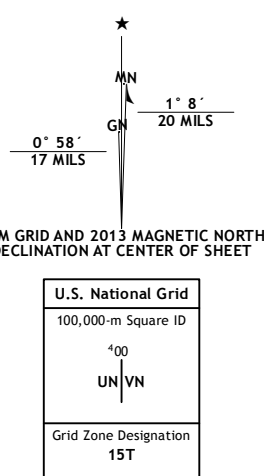 ★
MN
1° 8´
20 MILS
GN
0° 58´
17 MILS
M GRID AND 2013 MAGNETIC NORTH
DECLINATION AT CENTER OF SHEET
U.S. National Grid
100,000-m Square ID
⁴00
UN VN
Grid Zone Designation
15T